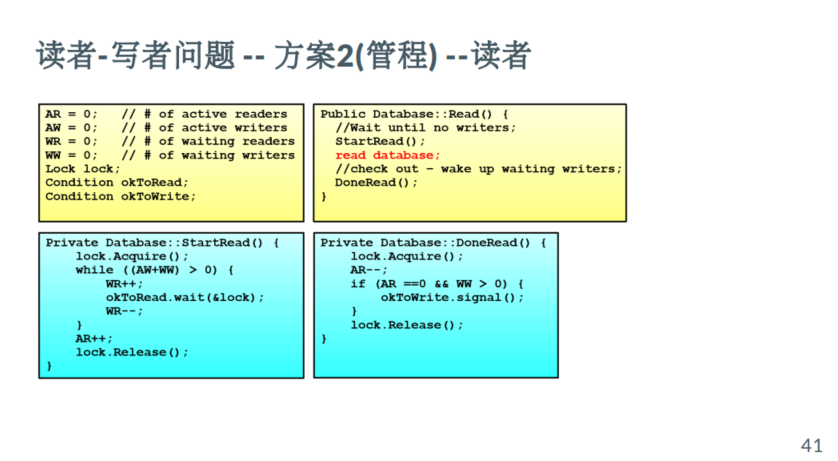 读者-写者问题 -- 方案2(管程) --读者
AR = 0;   // # of active readers
AW = 0;   // # of active writers
WR = 0;   // # of waiting readers
WW = 0;   // # of waiting writers
Lock lock;
Condition okToRead;
Condition okToWrite;
Public Database::Read() {
  //Wait until no writers;
  StartRead();
  read database;
  //check out – wake up waiting writers;
  DoneRead();
}
Private Database::StartRead() {
    lock.Acquire();
    while ((AW+WW) > 0) {
        WR++;
        okToRead.wait(&lock);
        WR--;
    }
    AR++;
    lock.Release();
}
Private Database::DoneRead() {
    lock.Acquire();
    AR--;
    if (AR ==0 && WW > 0) {
        okToWrite.signal();
    }
    lock.Release();
}
41